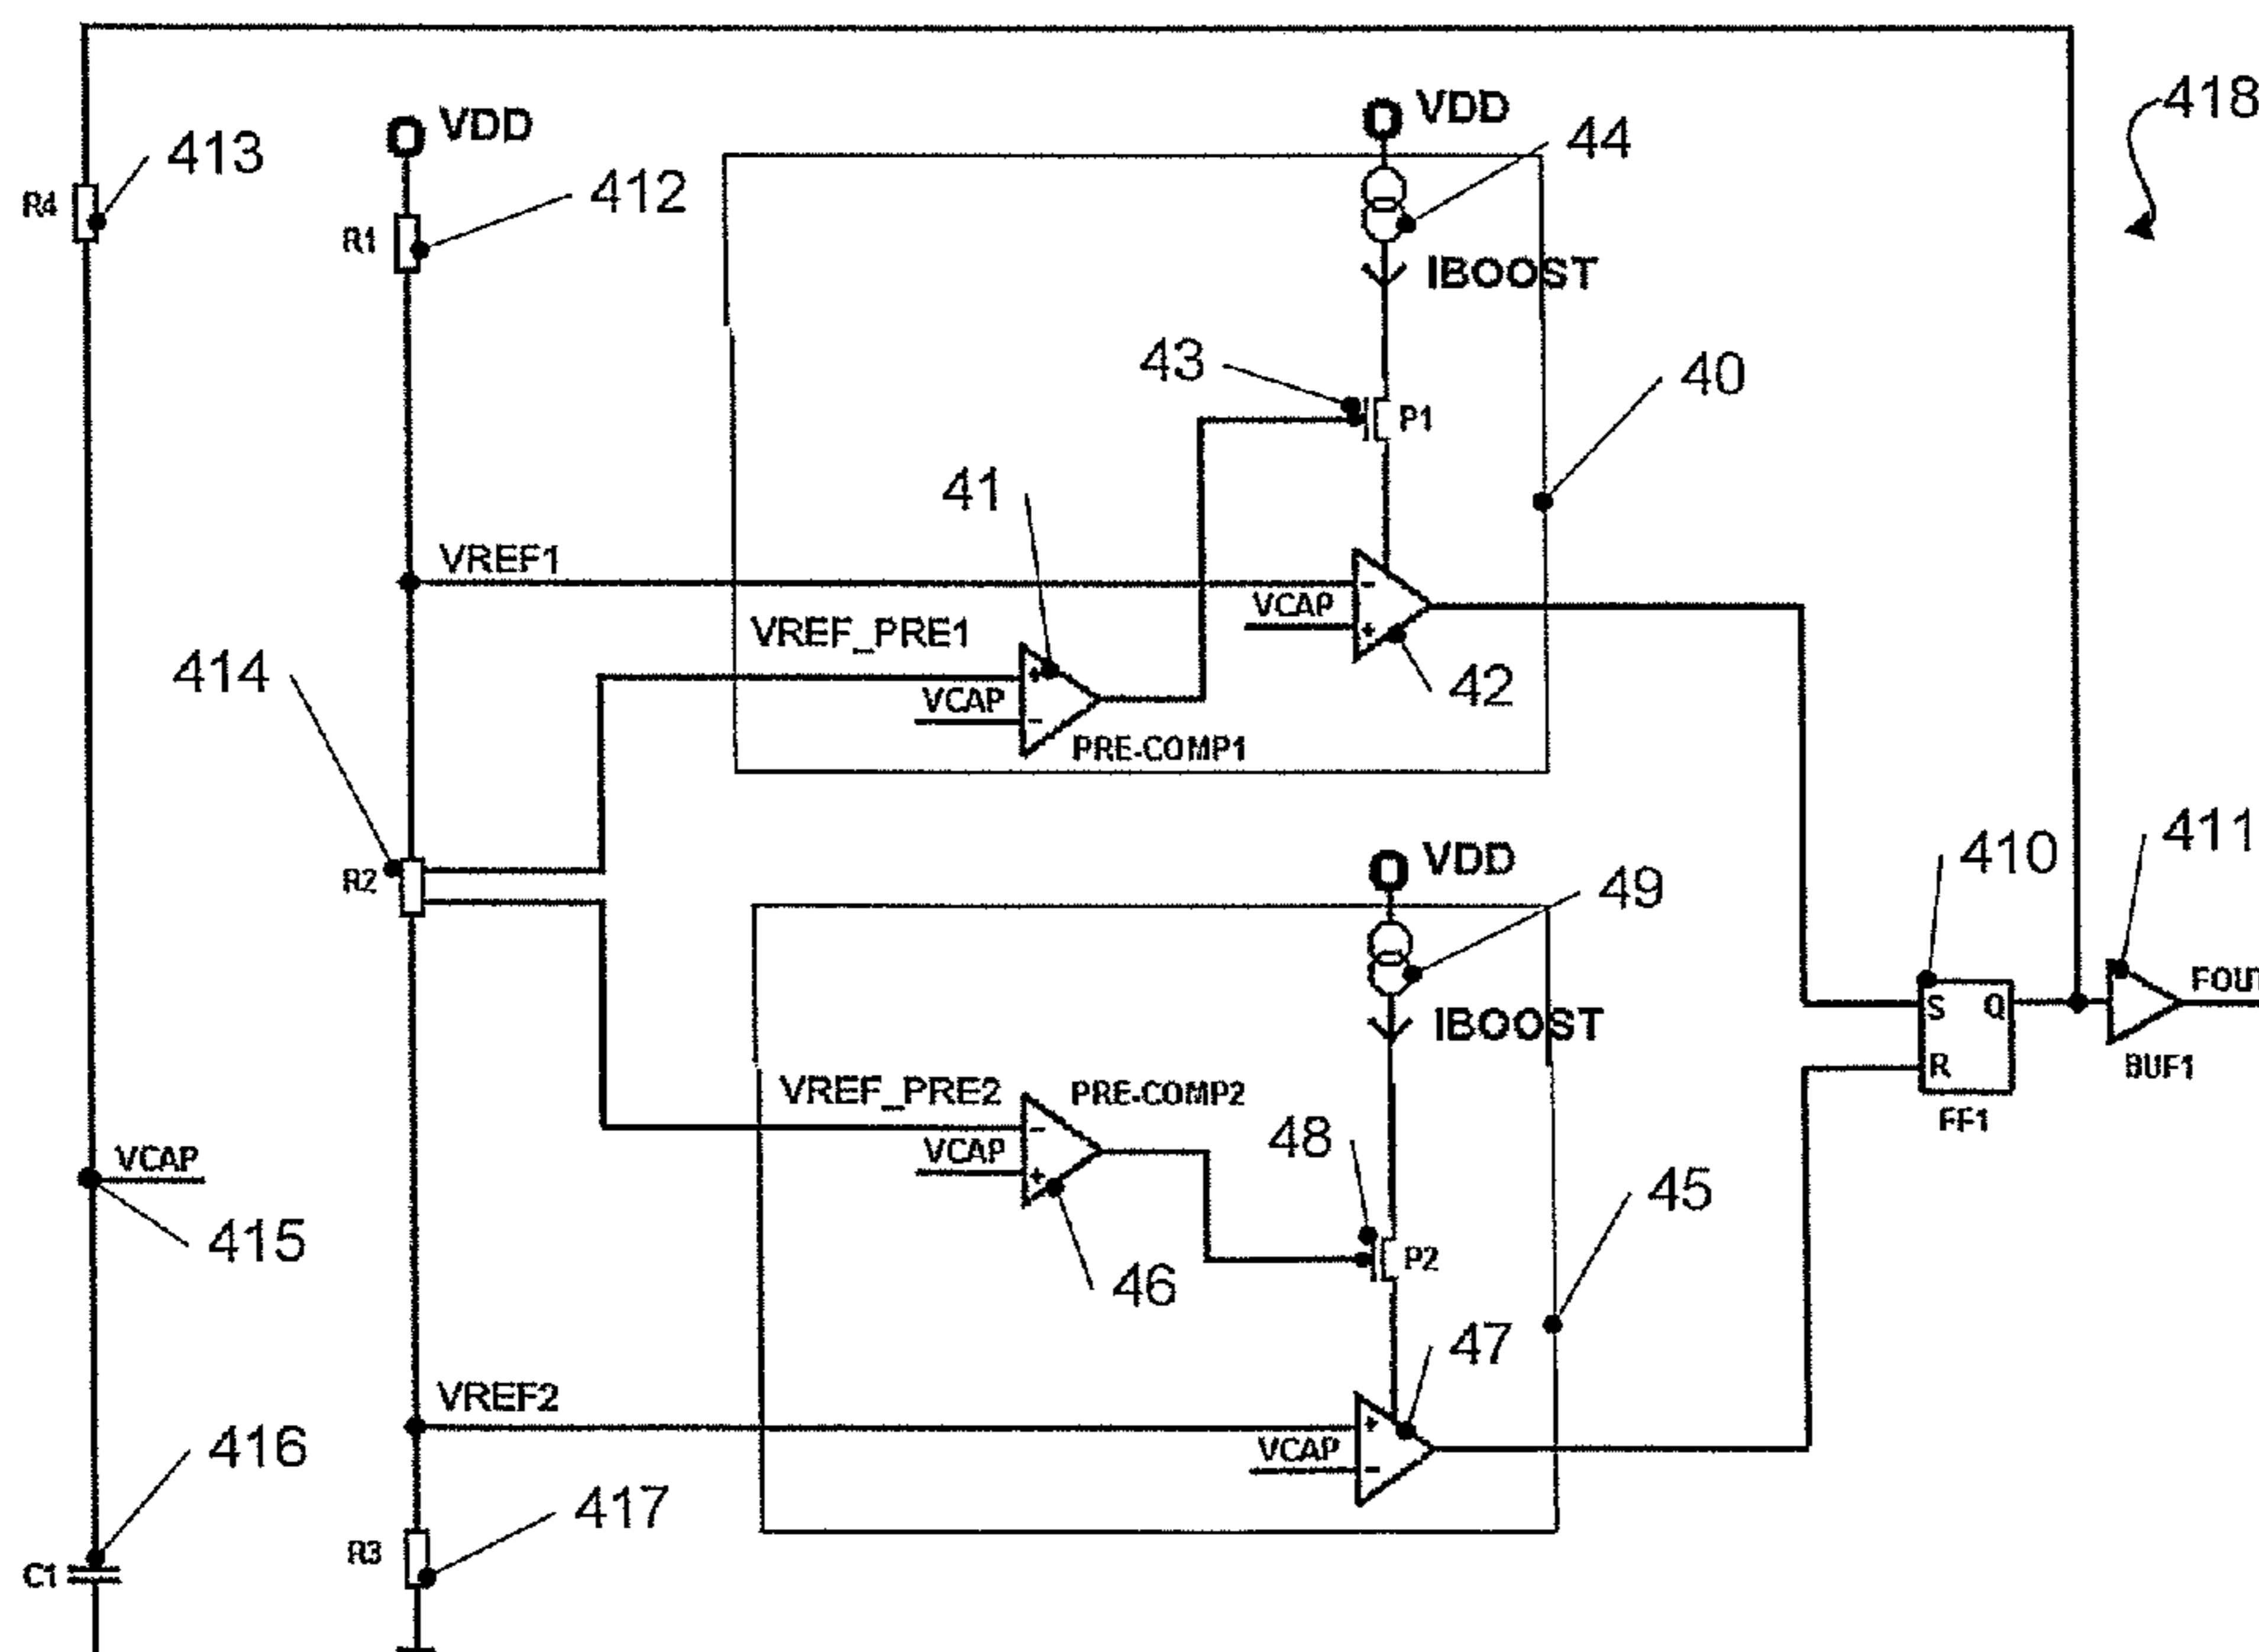 418
VDD
VDD
44
413
412
R4
R1
IBOOST
43
40
P1
41
VREF1
VCAP
VREF_PRE1
+
-
414
VCAP
42
+
-
PRE-COMP1
411
410
VDD
R2
49
FOUT
S Q
IBOOST
R
BUF1
VREF_PRE2
PRE-COMP2
FF1
-
48
VCAP
VCAP
+
45
415
P2
46
47
VREF2
+
416
VCAP
-
417
R3
C1